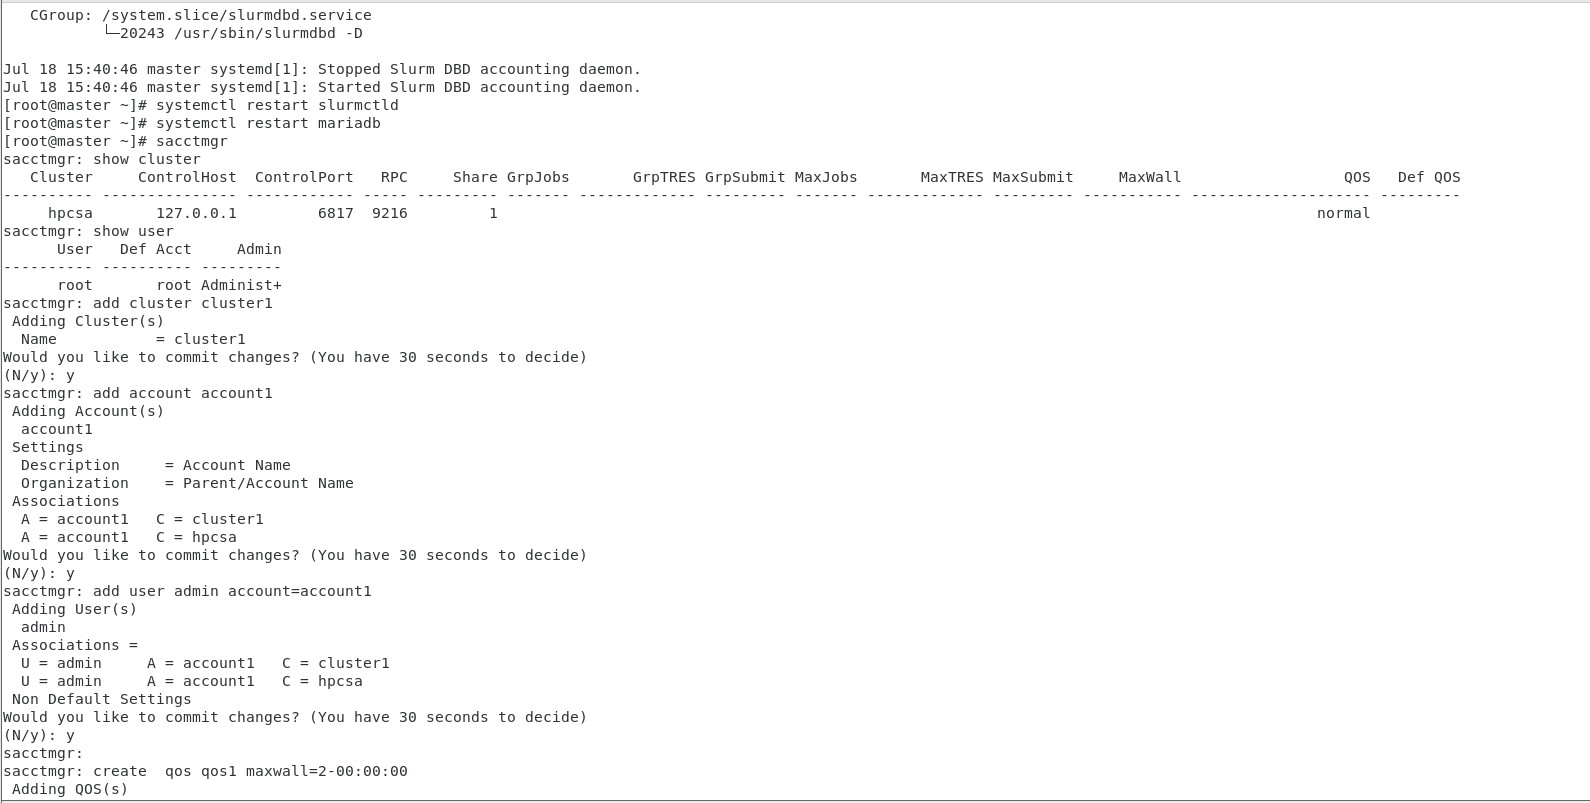 CGroup: /system.slice/slurmdbd.service
           └─20243 /usr/sbin/slurmdbd -D

Jul 18 15:40:46 master systemd[1]: Stopped Slurm DBD accounting daemon.
Jul 18 15:40:46 master systemd[1]: Started Slurm DBD accounting daemon.
[root@master ~]# systemctl restart slurmctld
[root@master ~]# systemctl restart mariadb
[root@master ~]# sacctmgr
sacctmgr: show cluster
   Cluster     ControlHost  ControlPort   RPC     Share GrpJobs       GrpTRES GrpSubmit MaxJobs       MaxTRES MaxSubmit     MaxWall                  QOS   Def QOS
---------- --------------- ------------ ----- --------- ------- ------------- --------- ------- ------------- --------- ----------- -------------------- ---------
     hpcsa       127.0.0.1         6817  9216         1                                                                                           normal
sacctmgr: show user
      User   Def Acct     Admin
---------- ---------- ---------
      root       root Administ+
sacctmgr: add cluster cluster1
 Adding Cluster(s)
  Name           = cluster1
Would you like to commit changes? (You have 30 seconds to decide)
(N/y): y
sacctmgr: add account account1
 Adding Account(s)
  account1
 Settings
  Description     = Account Name
  Organization    = Parent/Account Name
 Associations
  A = account1   C = cluster1
  A = account1   C = hpcsa
Would you like to commit changes? (You have 30 seconds to decide)
(N/y): y
sacctmgr: add user admin account=account1
 Adding User(s)
  admin
 Associations =
  U = admin     A = account1   C = cluster1
  U = admin     A = account1   C = hpcsa
 Non Default Settings
Would you like to commit changes? (You have 30 seconds to decide)
(N/y): y
sacctmgr:
sacctmgr: create  qos qos1 maxwall=2-00:00:00
 Adding QOS(s)